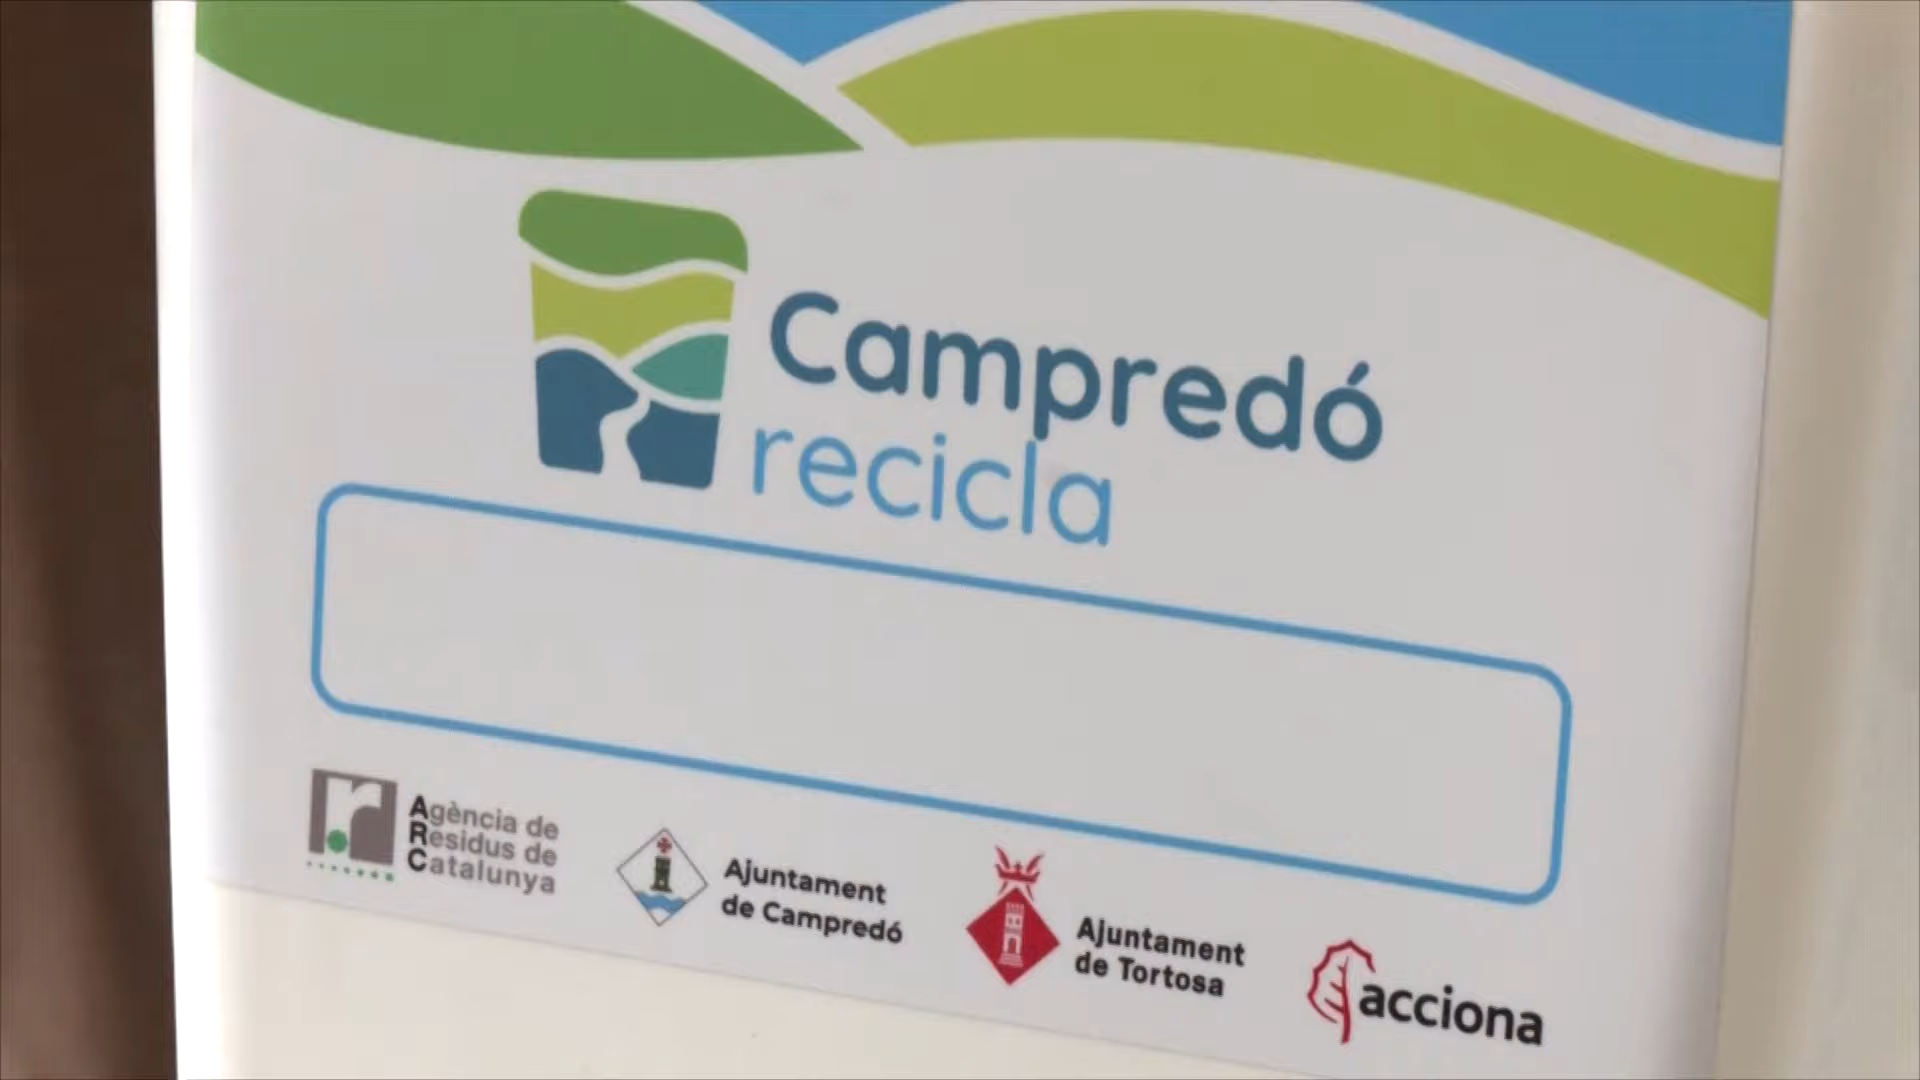 Campredó
recicla
Agència de
Residus de
Catalunya
Ajuntament
de Campredó
Ajuntament
de Tortosa
acciona